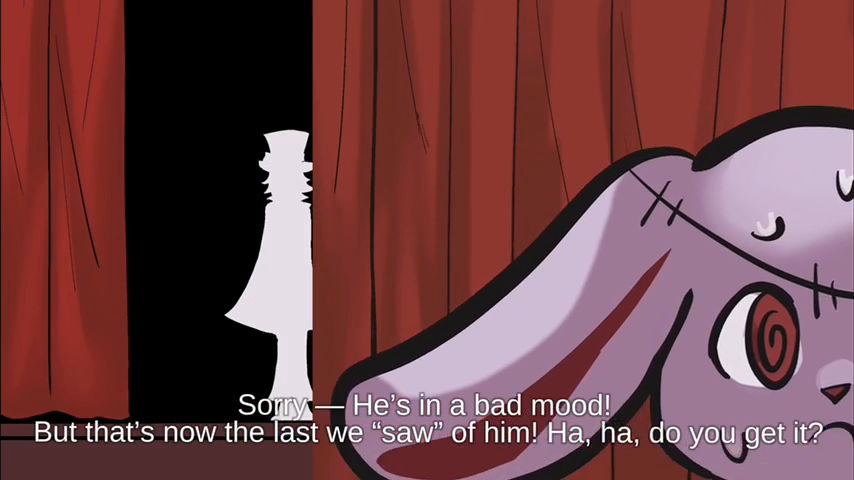 Sorry — He’s in a bad mood!
But that’s now the last we “saw” of him! Ha, ha, do you get it?